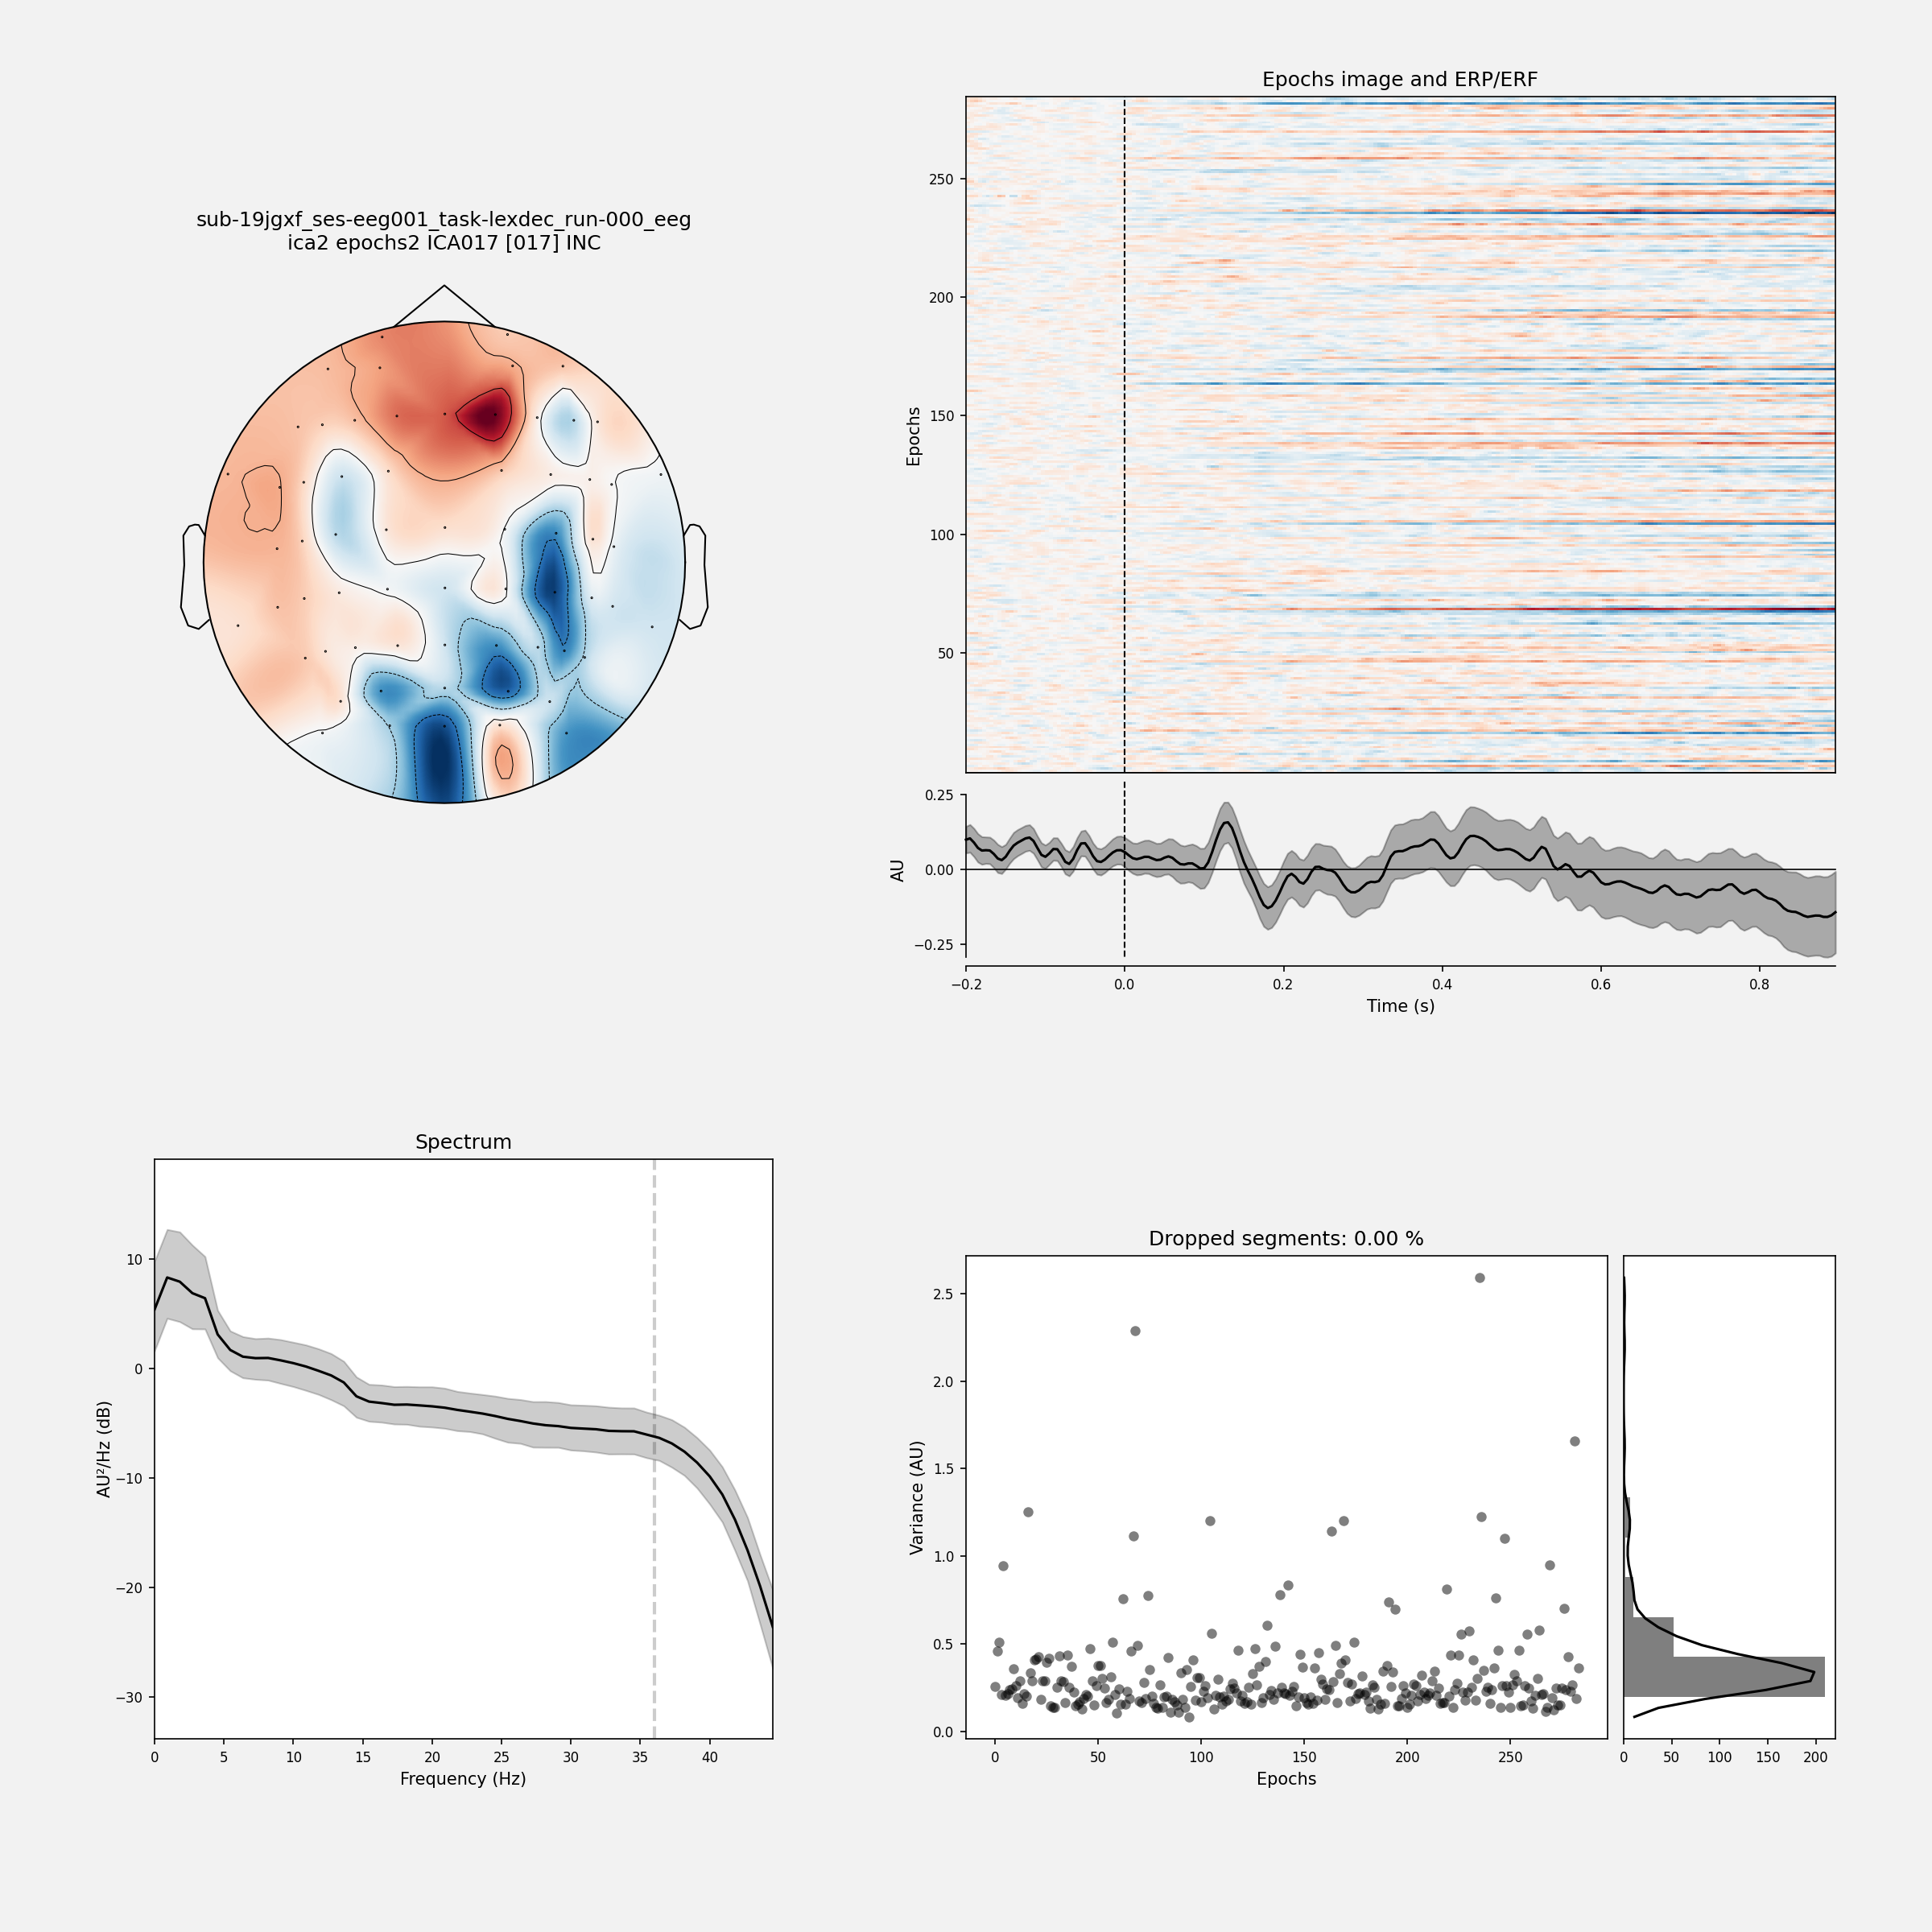 sub-19jgxf_ses-eeg001_task-lexdec_run-000_eeg
ica2 epochs2 ICA017 [017] INC
Epochs image and ERP/ERF
250
200
150
100
50
Epochs
0.25
0.00
−0.25
AU
−0.2 0.0 0.2 0.4 0.6 0.8
Time (s)
Spectrum
10
0
−10
−20
−30
AU²/Hz (dB)
0 5 10 15 20 25 30 35 40
Frequency (Hz)
Dropped segments: 0.00 %
2.5
2.0
1.5
1.0
0.5
0.0
Variance (AU)
0 50 100 150 200 250
Epochs
0 50 100 150 200